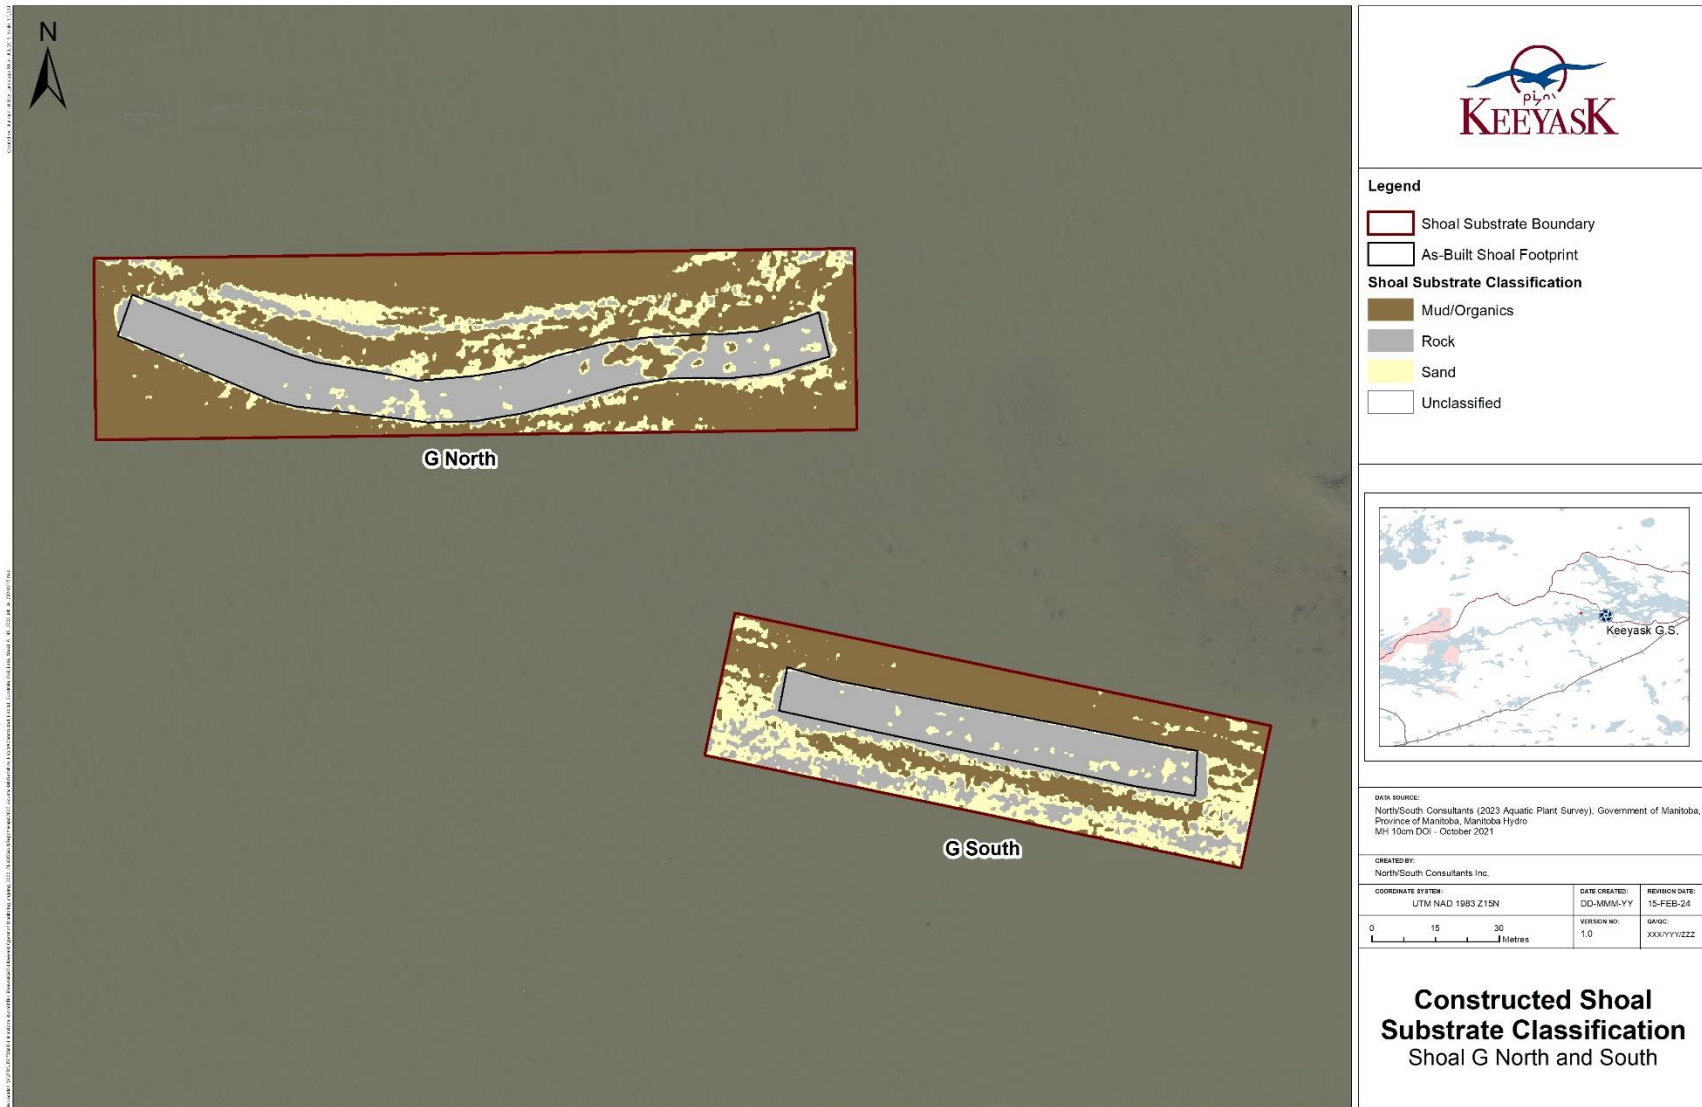 N
G North
G South
KEEYASK
Legend
Shoal Substrate Boundary
As-Built Shoal Footprint
Shoal Substrate Classification
Mud/Organics
Rock
Sand
Unclassified
Keeyask G.S.
DATA SOURCE:
North/South Consultants (2023 Aquatic Plant Survey), Government of Manitoba,
Province of Manitoba, Manitoba Hydro
MH 10cm DOI - October 2021
CREATED BY:
North/South Consultants Inc.
COORDINATE SYSTEM:
UTM NAD 1983 Z15N
DATE CREATED:
DD-MMM-YY
REVISION DATE:
15-FEB-24
0 15 30
Metres
VERSION NO:
1.0
QA/QC:
XXX/YYY/ZZZ
Constructed Shoal
Substrate Classification
Shoal G North and South